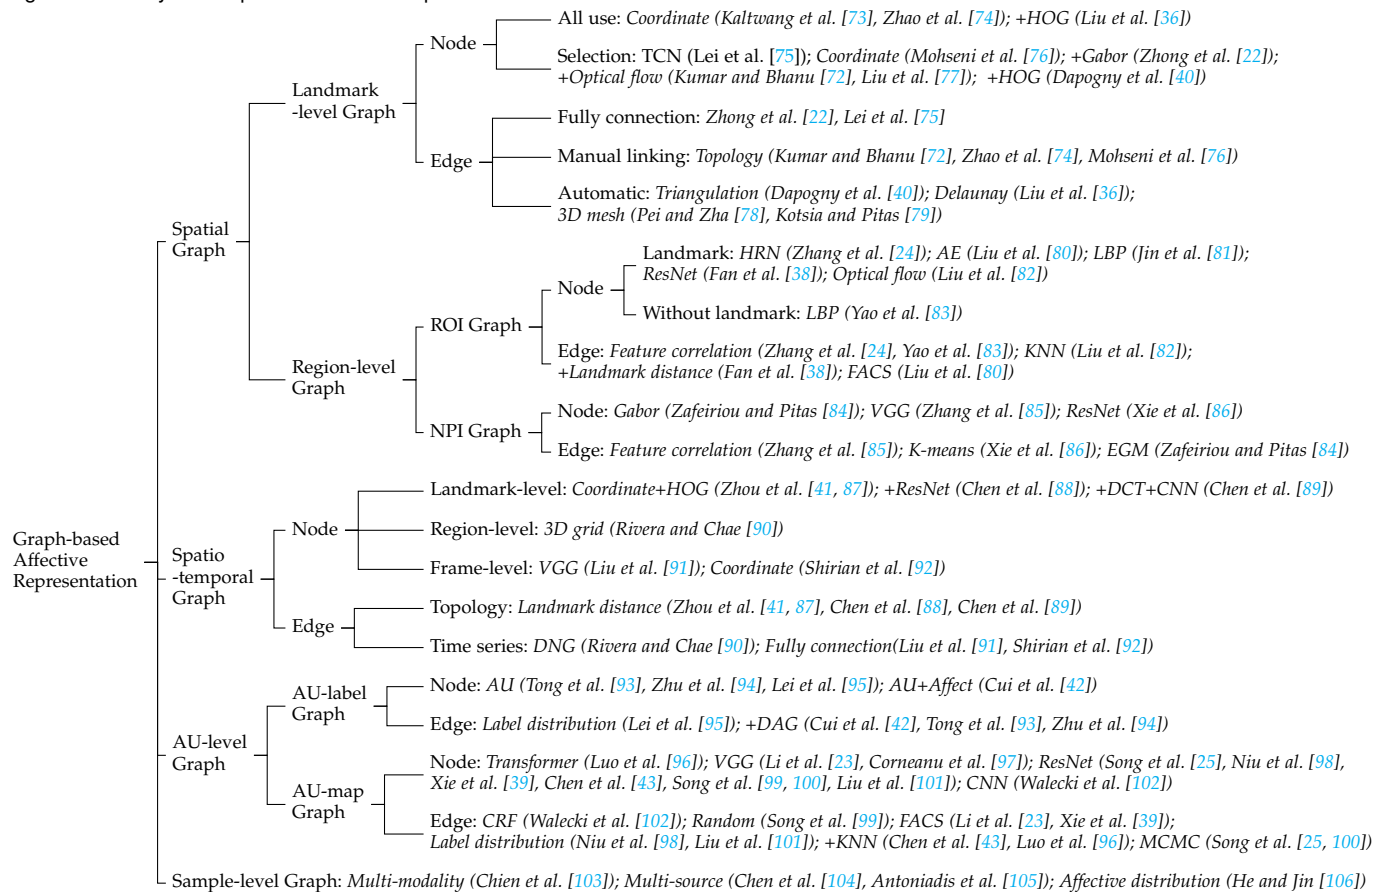 All use: Coordinate (Kaltwang et al. [73], Zhao et al. [74]); +HOG (Liu et al. [36])
Node
Selection: TCN (Lei et al. [75]); Coordinate (Mohseni et al. [76]); +Gabor (Zhong et al. [22]);
+Optical flow (Kumar and Bhanu [72], Liu et al. [77]); +HOG (Dapogny et al. [40])
Landmark
-level Graph
Fully connection: Zhong et al. [22], Lei et al. [75]
Edge
Manual linking: Topology (Kumar and Bhanu [72], Zhao et al. [74], Mohseni et al. [76])
Automatic: Triangulation (Dapogny et al. [40]); Delaunay (Liu et al. [36]);
3D mesh (Pei and Zha [78], Kotsia and Pitas [79])
Spatial
Graph
Landmark: HRN (Zhang et al. [24]); AE (Liu et al. [80]); LBP (Jin et al. [81]);
ResNet (Fan et al. [38]); Optical flow (Liu et al. [82])
Node
Without landmark: LBP (Yao et al. [83])
ROI Graph
Edge: Feature correlation (Zhang et al. [24], Yao et al. [83]); KNN (Liu et al. [82]);
+Landmark distance (Fan et al. [38]); FACS (Liu et al. [80])
Region-level
Graph
Node: Gabor (Zafeiriou and Pitas [84]); VGG (Zhang et al. [85]); ResNet (Xie et al. [86])
NPI Graph
Edge: Feature correlation (Zhang et al. [85]); K-means (Xie et al. [86]); EGM (Zafeiriou and Pitas [84])
Landmark-level: Coordinate+HOG (Zhou et al. [41, 87]); +ResNet (Chen et al. [88]); +DCT+CNN (Chen et al. [89])
Node
Region-level: 3D grid (Rivera and Chae [90])
Graph-based
Affective
Representation
Spatio
-temporal
Graph
Frame-level: VGG (Liu et al. [91]); Coordinate (Shirian et al. [92])
Topology: Landmark distance (Zhou et al. [41, 87], Chen et al. [88], Chen et al. [89])
Edge
Time series: DNG (Rivera and Chae [90]); Fully connection(Liu et al. [91], Shirian et al. [92])
AU-label
Graph
Node: AU (Tong et al. [93], Zhu et al. [94], Lei et al. [95]); AU+Affect (Cui et al. [42])
Edge: Label distribution (Lei et al. [95]); +DAG (Cui et al. [42], Tong et al. [93], Zhu et al. [94])
AU-level
Graph
Node: Transformer (Luo et al. [96]); VGG (Li et al. [23], Corneanu et al. [97]); ResNet (Song et al. [25], Niu et al. [98],
Xie et al. [39], Chen et al. [43], Song et al. [99, 100], Liu et al. [101]); CNN (Walecki et al. [102])
AU-map
Graph
Edge: CRF (Walecki et al. [102]); Random (Song et al. [99]); FACS (Li et al. [23], Xie et al. [39]);
Label distribution (Niu et al. [98], Liu et al. [101]); +KNN (Chen et al. [43], Luo et al. [96]); MCMC (Song et al. [25, 100])
Sample-level Graph: Multi-modality (Chien et al. [103]); Multi-source (Chen et al. [104], Antoniadis et al. [105]); Affective distribution (He and Jin [106])